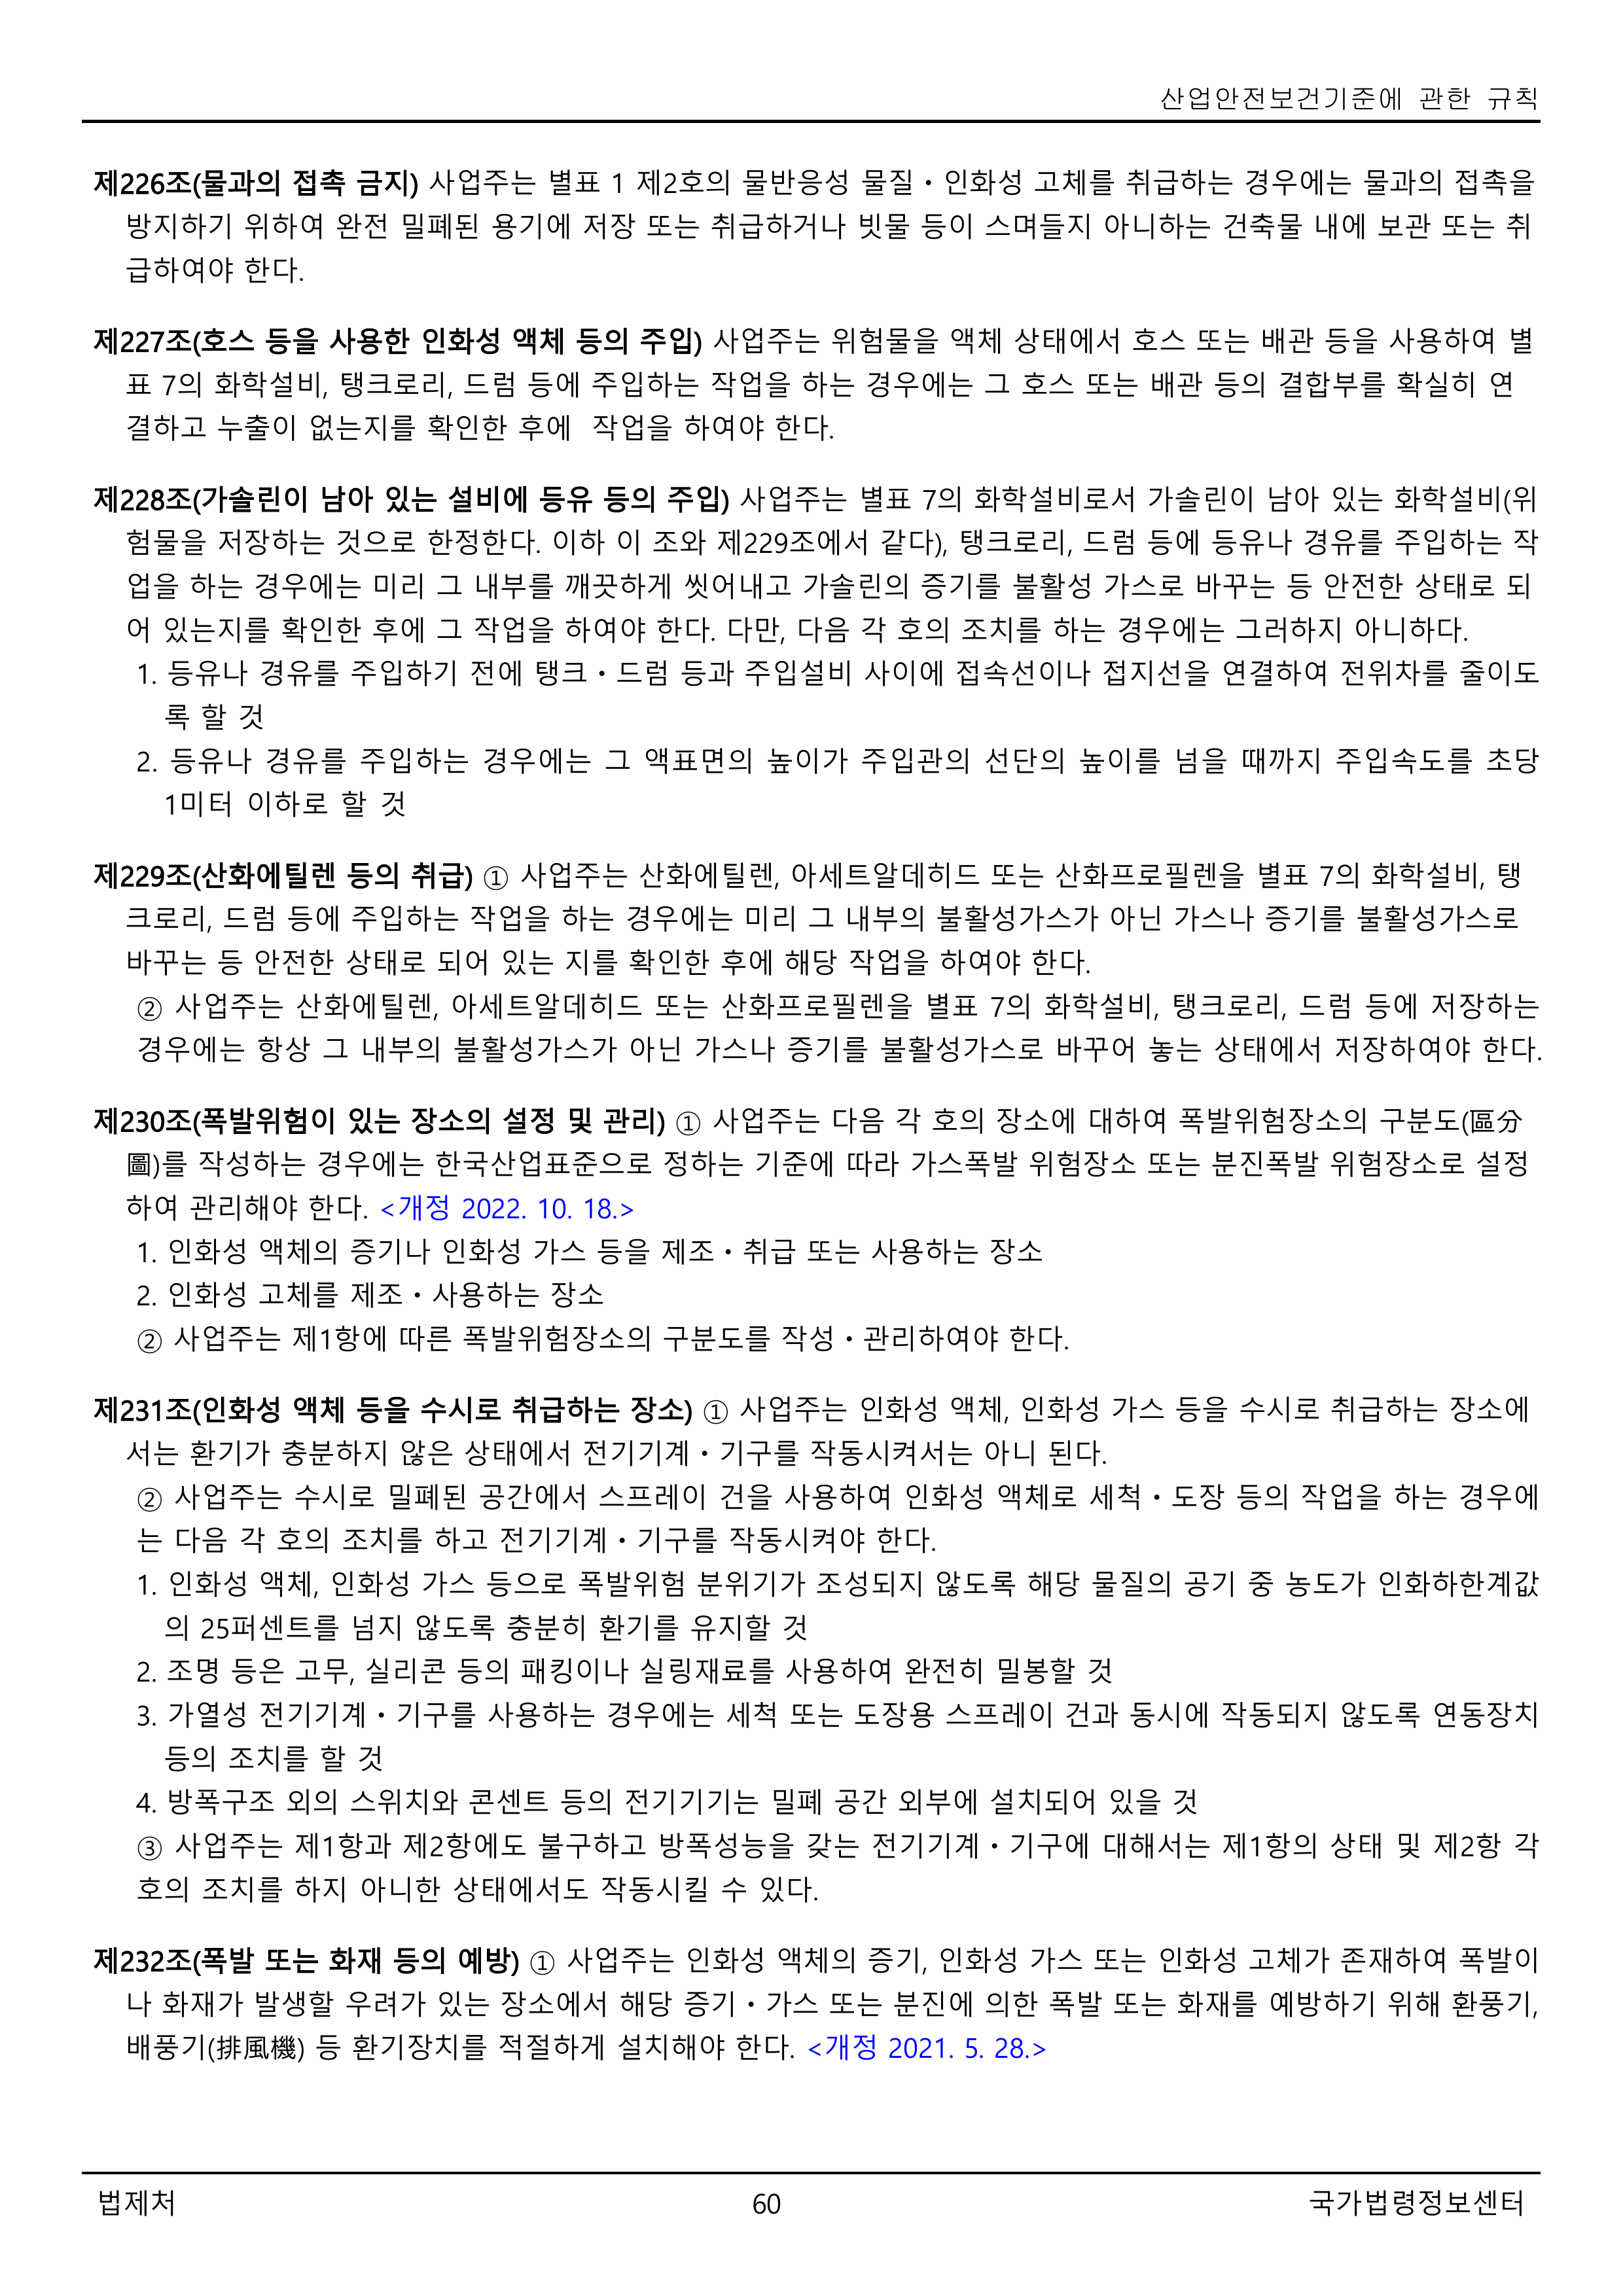 산업안전보건기준에 관한 규칙
제226조(물과의 접촉 금지) 사업주는 별표 1 제2호의 물반응성 물질ㆍ인화성 고체를 취급하는 경우에는 물과의 접촉을
방지하기 위하여 완전 밀폐된 용기에 저장 또는 취급하거나 빗물 등이 스며들지 아니하는 건축물 내에 보관 또는 취
급하여야 한다.
제227조(호스 등을 사용한 인화성 액체 등의 주입) 사업주는 위험물을 액체 상태에서 호스 또는 배관 등을 사용하여 별
표 7의 화학설비, 탱크로리, 드럼 등에 주입하는 작업을 하는 경우에는 그 호스 또는 배관 등의 결합부를 확실히 연
결하고 누출이 없는지를 확인한 후에  작업을 하여야 한다.
제228조(가솔린이 남아 있는 설비에 등유 등의 주입) 사업주는 별표 7의 화학설비로서 가솔린이 남아 있는 화학설비(위
험물을 저장하는 것으로 한정한다. 이하 이 조와 제229조에서 같다), 탱크로리, 드럼 등에 등유나 경유를 주입하는 작
업을 하는 경우에는 미리 그 내부를 깨끗하게 씻어내고 가솔린의 증기를 불활성 가스로 바꾸는 등 안전한 상태로 되
어 있는지를 확인한 후에 그 작업을 하여야 한다. 다만, 다음 각 호의 조치를 하는 경우에는 그러하지 아니하다.
1. 등유나 경유를 주입하기 전에 탱크ㆍ드럼 등과 주입설비 사이에 접속선이나 접지선을 연결하여 전위차를 줄이도
록 할 것
2. 등유나 경유를 주입하는 경우에는 그 액표면의 높이가 주입관의 선단의 높이를 넘을 때까지 주입속도를 초당
1미터 이하로 할 것
제229조(산화에틸렌 등의 취급) ① 사업주는 산화에틸렌, 아세트알데히드 또는 산화프로필렌을 별표 7의 화학설비, 탱
크로리, 드럼 등에 주입하는 작업을 하는 경우에는 미리 그 내부의 불활성가스가 아닌 가스나 증기를 불활성가스로
바꾸는 등 안전한 상태로 되어 있는 지를 확인한 후에 해당 작업을 하여야 한다.
② 사업주는 산화에틸렌, 아세트알데히드 또는 산화프로필렌을 별표 7의 화학설비, 탱크로리, 드럼 등에 저장하는
경우에는 항상 그 내부의 불활성가스가 아닌 가스나 증기를 불활성가스로 바꾸어 놓는 상태에서 저장하여야 한다.
제230조(폭발위험이 있는 장소의 설정 및 관리) ① 사업주는 다음 각 호의 장소에 대하여 폭발위험장소의 구분도(區分
圖)를 작성하는 경우에는 한국산업표준으로 정하는 기준에 따라 가스폭발 위험장소 또는 분진폭발 위험장소로 설정
하여 관리해야 한다. <개정 2022. 10. 18.>
1. 인화성 액체의 증기나 인화성 가스 등을 제조ㆍ취급 또는 사용하는 장소
2. 인화성 고체를 제조ㆍ사용하는 장소
② 사업주는 제1항에 따른 폭발위험장소의 구분도를 작성ㆍ관리하여야 한다.
제231조(인화성 액체 등을 수시로 취급하는 장소) ① 사업주는 인화성 액체, 인화성 가스 등을 수시로 취급하는 장소에
서는 환기가 충분하지 않은 상태에서 전기기계ㆍ기구를 작동시켜서는 아니 된다.
② 사업주는 수시로 밀폐된 공간에서 스프레이 건을 사용하여 인화성 액체로 세척ㆍ도장 등의 작업을 하는 경우에
는 다음 각 호의 조치를 하고 전기기계ㆍ기구를 작동시켜야 한다.
1. 인화성 액체, 인화성 가스 등으로 폭발위험 분위기가 조성되지 않도록 해당 물질의 공기 중 농도가 인화하한계값
의 25퍼센트를 넘지 않도록 충분히 환기를 유지할 것
2. 조명 등은 고무, 실리콘 등의 패킹이나 실링재료를 사용하여 완전히 밀봉할 것
3. 가열성 전기기계ㆍ기구를 사용하는 경우에는 세척 또는 도장용 스프레이 건과 동시에 작동되지 않도록 연동장치
등의 조치를 할 것
4. 방폭구조 외의 스위치와 콘센트 등의 전기기기는 밀폐 공간 외부에 설치되어 있을 것
③ 사업주는 제1항과 제2항에도 불구하고 방폭성능을 갖는 전기기계ㆍ기구에 대해서는 제1항의 상태 및 제2항 각
호의 조치를 하지 아니한 상태에서도 작동시킬 수 있다.
제232조(폭발 또는 화재 등의 예방) ① 사업주는 인화성 액체의 증기, 인화성 가스 또는 인화성 고체가 존재하여 폭발이
나 화재가 발생할 우려가 있는 장소에서 해당 증기ㆍ가스 또는 분진에 의한 폭발 또는 화재를 예방하기 위해 환풍기,
배풍기(排風機) 등 환기장치를 적절하게 설치해야 한다. <개정 2021. 5. 28.>
법제처
60
국가법령정보센터